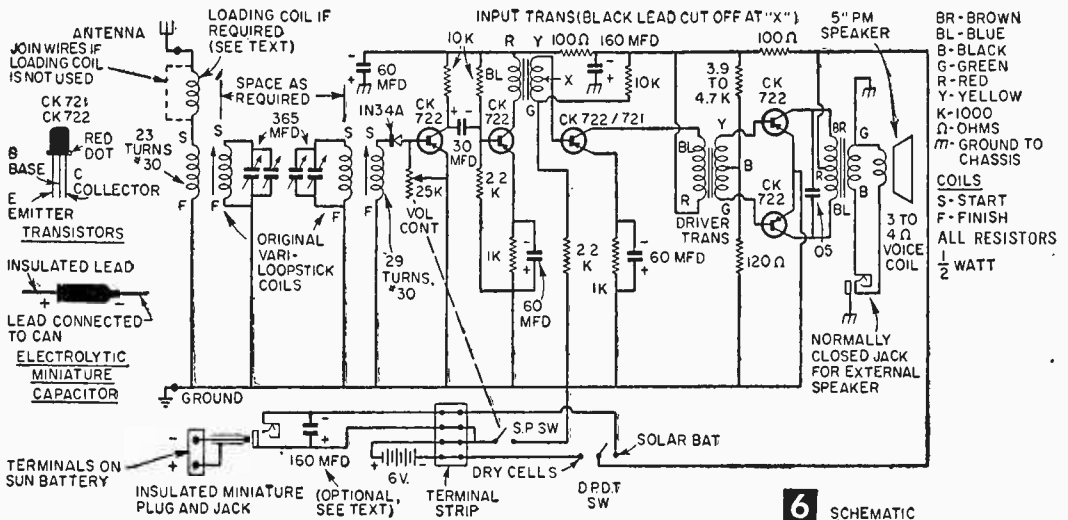 ANTENNA
LOADING COIL IF
REQUIRED
(SEE TEXT)
JOIN WIRES IF
LOADING COIL
IS NOT USED
SPACE AS
REQUIRED
INPUT TRANS (BLACK LEAD CUT OFF AT "X")
10K
R
Y
100Ω
160 MFD
60
MFD
BL
X
G
10K
100Ω
5" PM
SPEAKER
BR - BROWN
BL - BLUE
B - BLACK
G - GREEN
R - RED
Y - YELLOW
K - 1000
Ω - OHMS
m - GROUND TO
CHASSIS
COILS
S - START
F - FINISH
ALL RESISTORS
1/2 WATT
CK 721
CK 722
RED
DOT
B
BASE
C
COLLECTOR
E
EMITTER
TRANSISTORS
23
TURNS
#30
S
S
365
MFD
S
S
F
F
F
F
ORIGINAL
VARI-
LOOPSTICK
COILS
29
TURNS,
#30
1N34A
CK
722
30
MFD
CK
722
25K
VOL
CONT
2.2
K
1K
60
MFD
CK 722 / 721
2.2
K
1K
60 MFD
3.9
TO
4.7K
BL
R
Y
B
G
DRIVER
TRANS
120Ω
CK
722
CK
722
BR
R
BL
.05
G
B
3 TO
4 Ω
VOICE
COIL
NORMALLY
CLOSED JACK
FOR EXTERNAL
SPEAKER
INSULATED LEAD
+
-
LEAD CONNECTED
TO CAN
ELECTROLYTIC
MINIATURE
CAPACITOR
GROUND
-
+
TERMINALS ON
SUN BATTERY
INSULATED MINIATURE
PLUG AND JACK
160 MFD
(OPTIONAL,
SEE TEXT)
+
-
6V.
TERMINAL
STRIP
S.P SW
DRY CELLS
SOLAR BAT
D.P.D.T
SW
6 SCHEMATIC